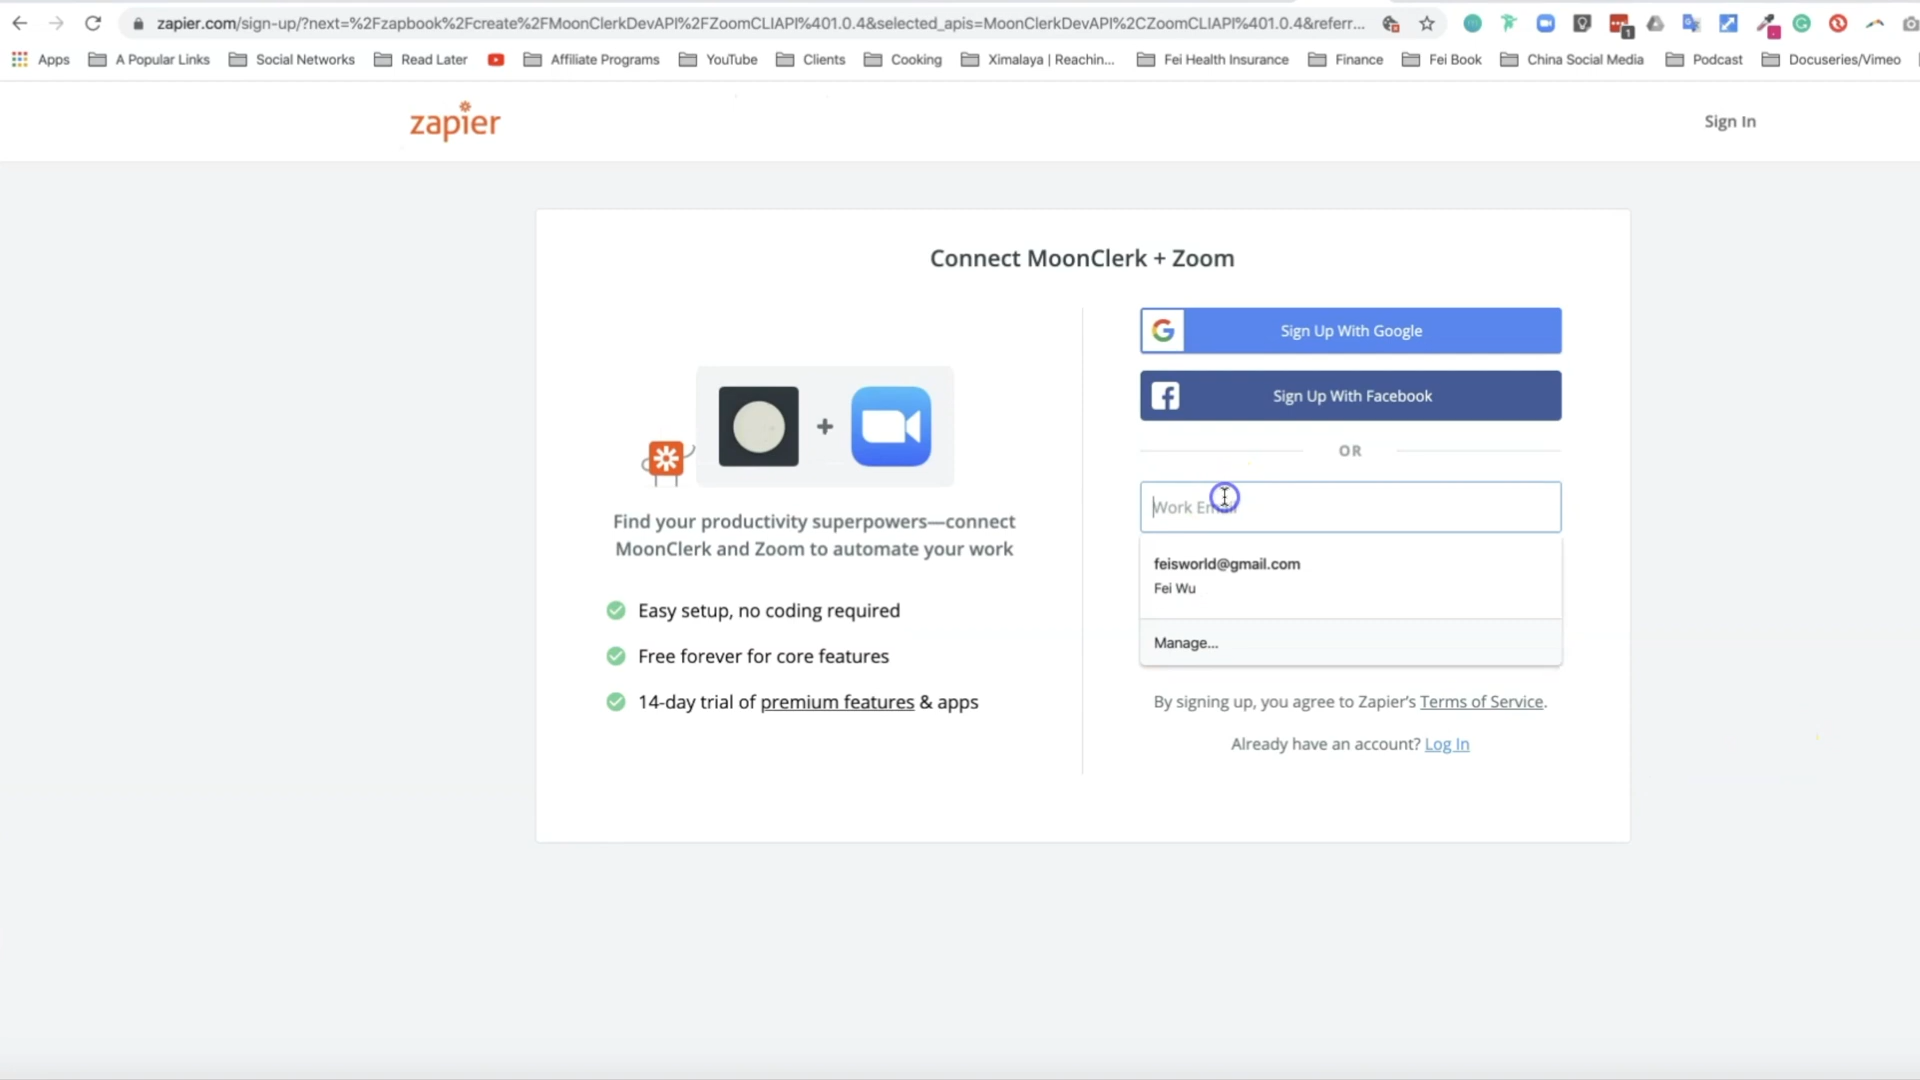 zapier.com/sign-up/?next=%2Fzapbook%2Fcreate%2FMoonClerkDevAPI%2FZoomCLIAPI%401.0.4&selected_apis=MoonClerkDevAPI%2CZoomCLIAPI%401.0.4&referr...
Apps A Popular Links Social Networks Read Later Affiliate Programs YouTube Clients Cooking Ximalaya | Reachin... Fei Health Insurance Finance Fei Book China Social Media Podcast Docuseries/Vimeo
zapier
Sign In
Connect MoonClerk + Zoom
Sign Up With Google
Sign Up With Facebook
OR
Work Email
feisworld@gmail.com
Fei Wu
Manage...
Find your productivity superpowers—connect
MoonClerk and Zoom to automate your work
Easy setup, no coding required
Free forever for core features
14-day trial of premium features & apps
By signing up, you agree to Zapier's Terms of Service.
Already have an account? Log In